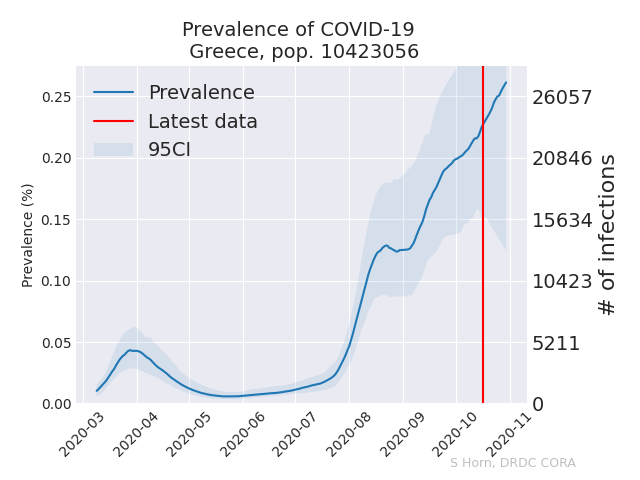 Prevalence of COVID-19
Greece, pop. 10423056
Prevalence
Latest data
95CI
Prevalence (%)
0.25
0.20
0.15
0.10
0.05
0.00
26057
20846
15634
10423
5211
0
# of infections
2020-03
2020-04
2020-05
2020-06
2020-07
2020-08
2020-09
2020-10
2020-11
S Horn, DRDC CORA